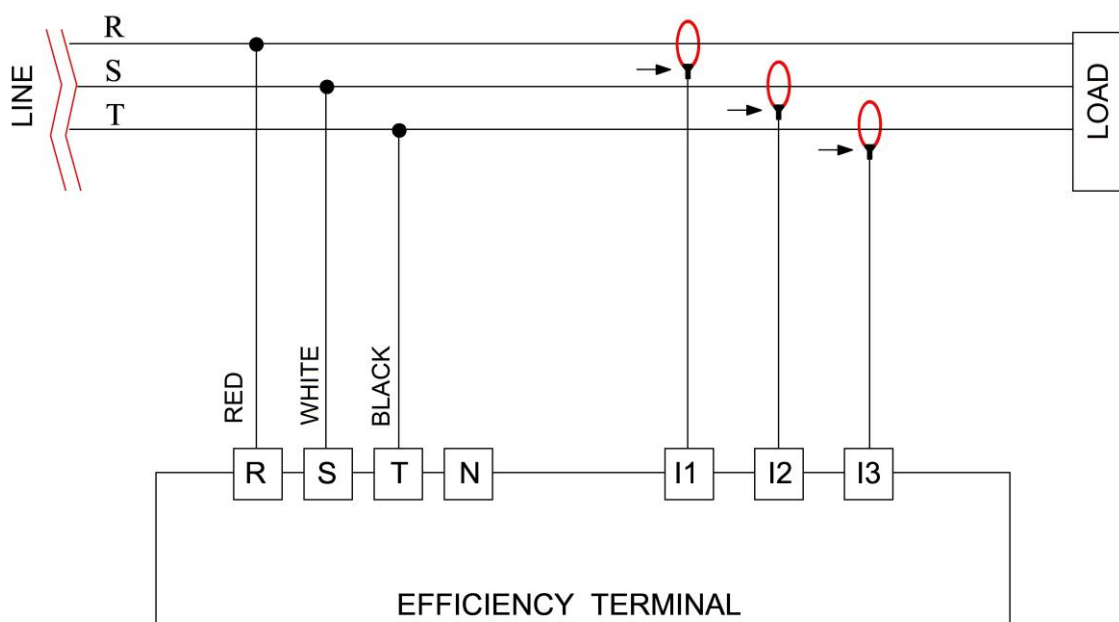 R
S
T
LINE
LOAD
RED
WHITE
BLACK
R S T N I1 I2 I3
EFFICIENCY TERMINAL